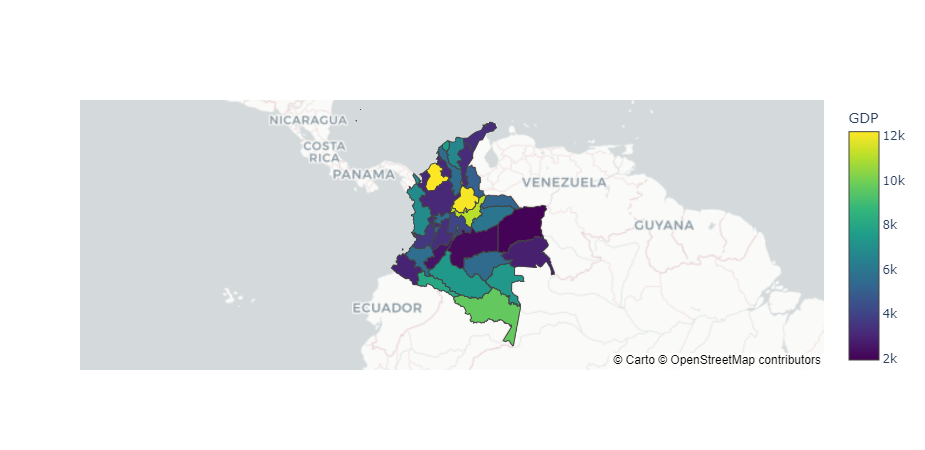 NICARAGUA
COSTA
RICA
PANAMA
VENEZUELA
GUYANA
ECUADOR
© Carto © OpenStreetMap contributors
GDP
12k
10k
8k
6k
4k
2k